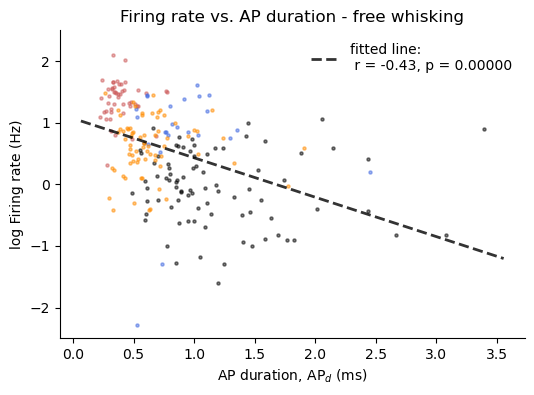 Firing rate vs. AP duration - free whisking
fitted line:
r = -0.43, p = 0.00000
log Firing rate (Hz)
2
1
0
−1
−2
0.0 0.5 1.0 1.5 2.0 2.5 3.0 3.5
AP duration, AP_d (ms)